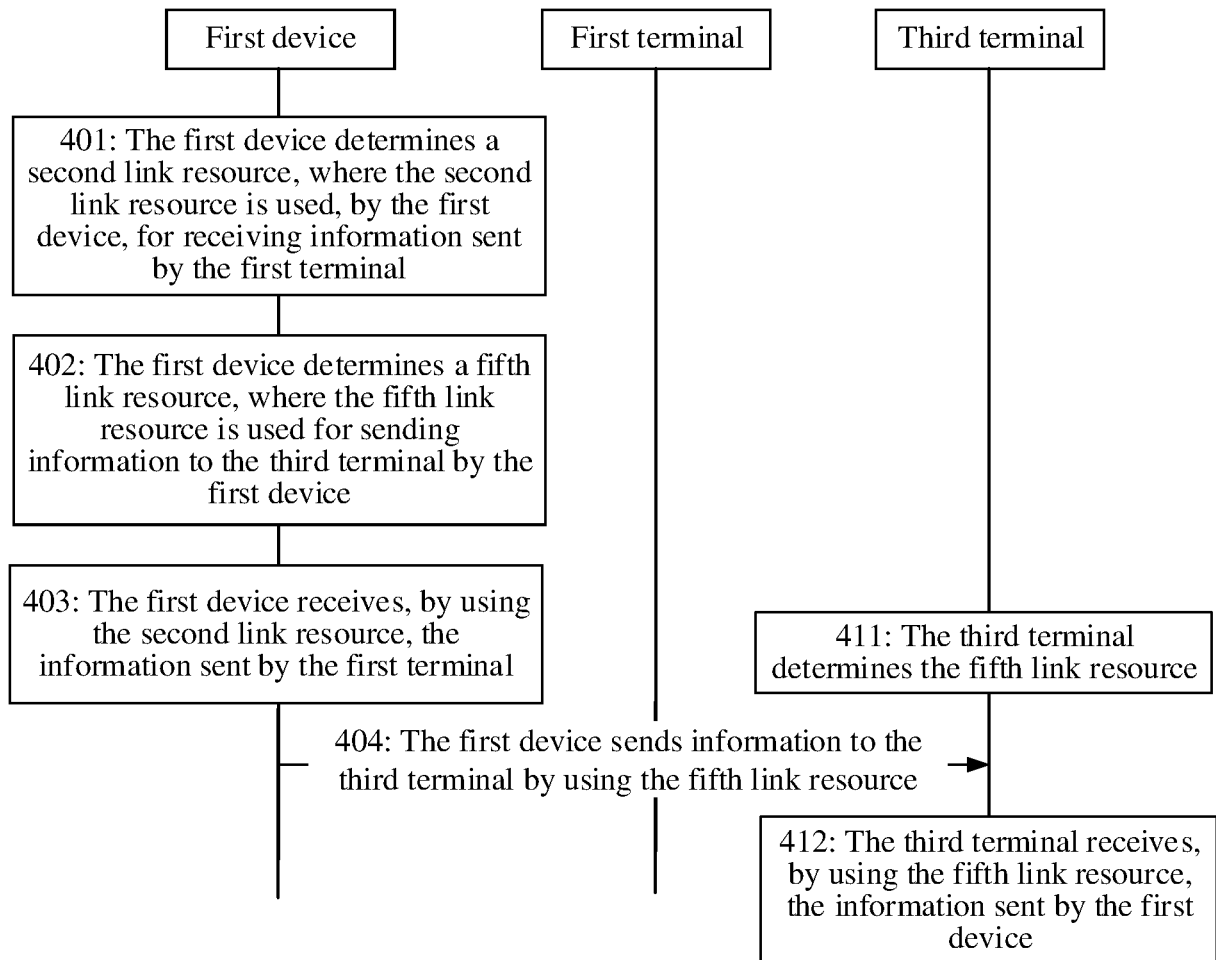 First device
First terminal
Third terminal
401: The first device determines a
second link resource, where the second
link resource is used, by the first
device, for receiving information sent
by the first terminal
402: The first device determines a fifth
link resource, where the fifth link
resource is used for sending
information to the third terminal by the
first device
403: The first device receives, by using
the second link resource, the
information sent by the first terminal
411: The third terminal
determines the fifth link resource
404: The first device sends information to the
third terminal by using the fifth link resource
412: The third terminal receives,
by using the fifth link resource,
the information sent by the first
device